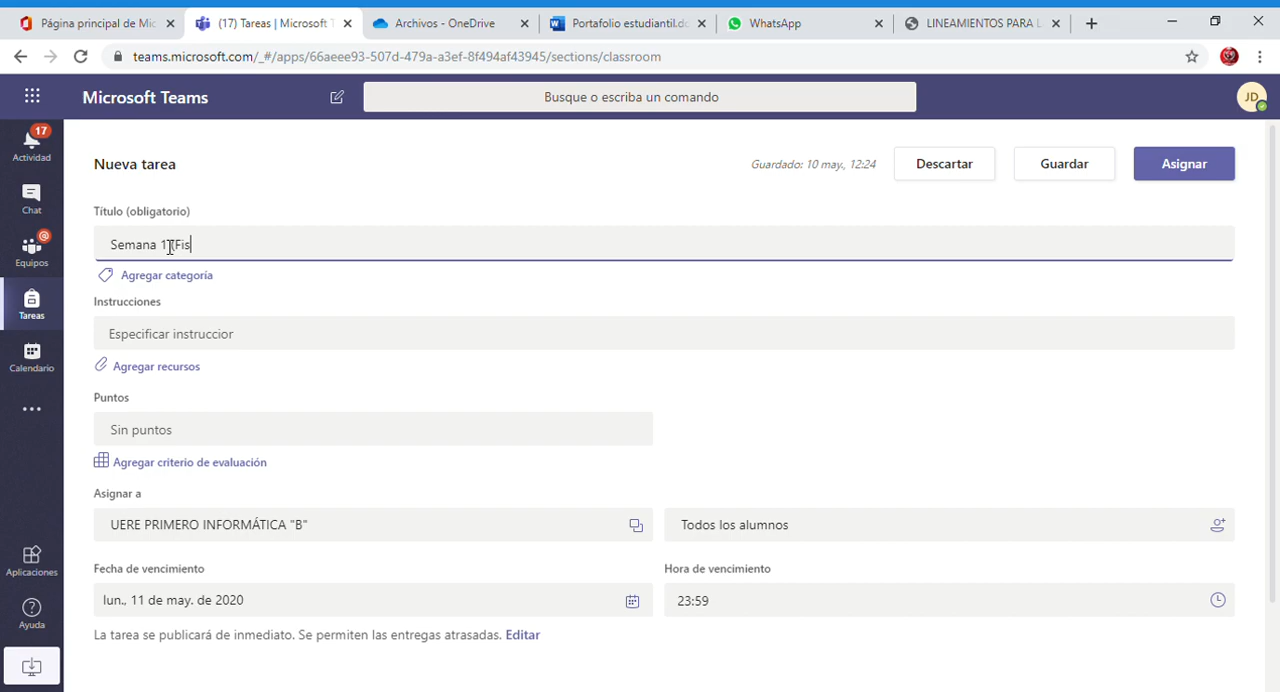 Página principal de Mic
(17) Tareas | Microsoft T
Archivos - OneDrive
Portafolio estudiantil.do
WhatsApp
LINEAMIENTOS PARA L
teams.microsoft.com/_#/apps/66aeee93-507d-479a-a3ef-8f494af43945/sections/classroom
Microsoft Teams
Busque o escriba un comando
JD
17
Actividad
Chat
Equipos
Tareas
Calendario
Aplicaciones
Ayuda
Nueva tarea
Guardado: 10 may., 12:24
Descartar
Guardar
Asignar
Título (obligatorio)
Semana 1 Fis
Agregar categoría
Instrucciones
Especificar instruccior
Agregar recursos
Puntos
Sin puntos
Agregar criterio de evaluación
Asignar a
UERE PRIMERO INFORMÁTICA "B"
Todos los alumnos
Fecha de vencimiento
Hora de vencimiento
lun., 11 de may. de 2020
23:59
La tarea se publicará de inmediato. Se permiten las entregas atrasadas. Editar